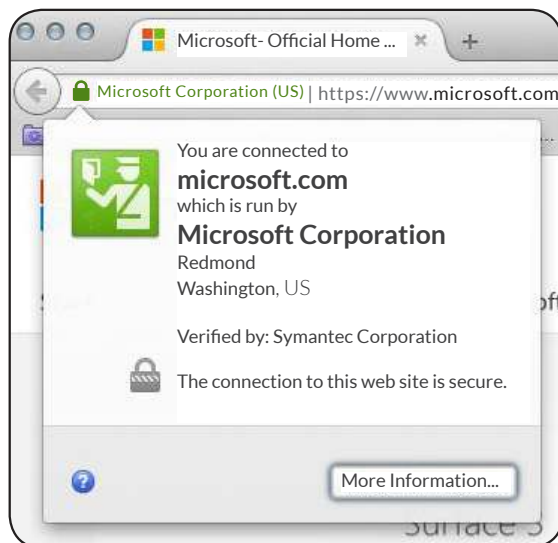 Microsoft- Official Home ...
Microsoft Corporation (US) | https://www.microsoft.com
You are connected to
microsoft.com
which is run by
Microsoft Corporation
Redmond
Washington, US
Verified by: Symantec Corporation
The connection to this web site is secure.
More Information...
Surface 3